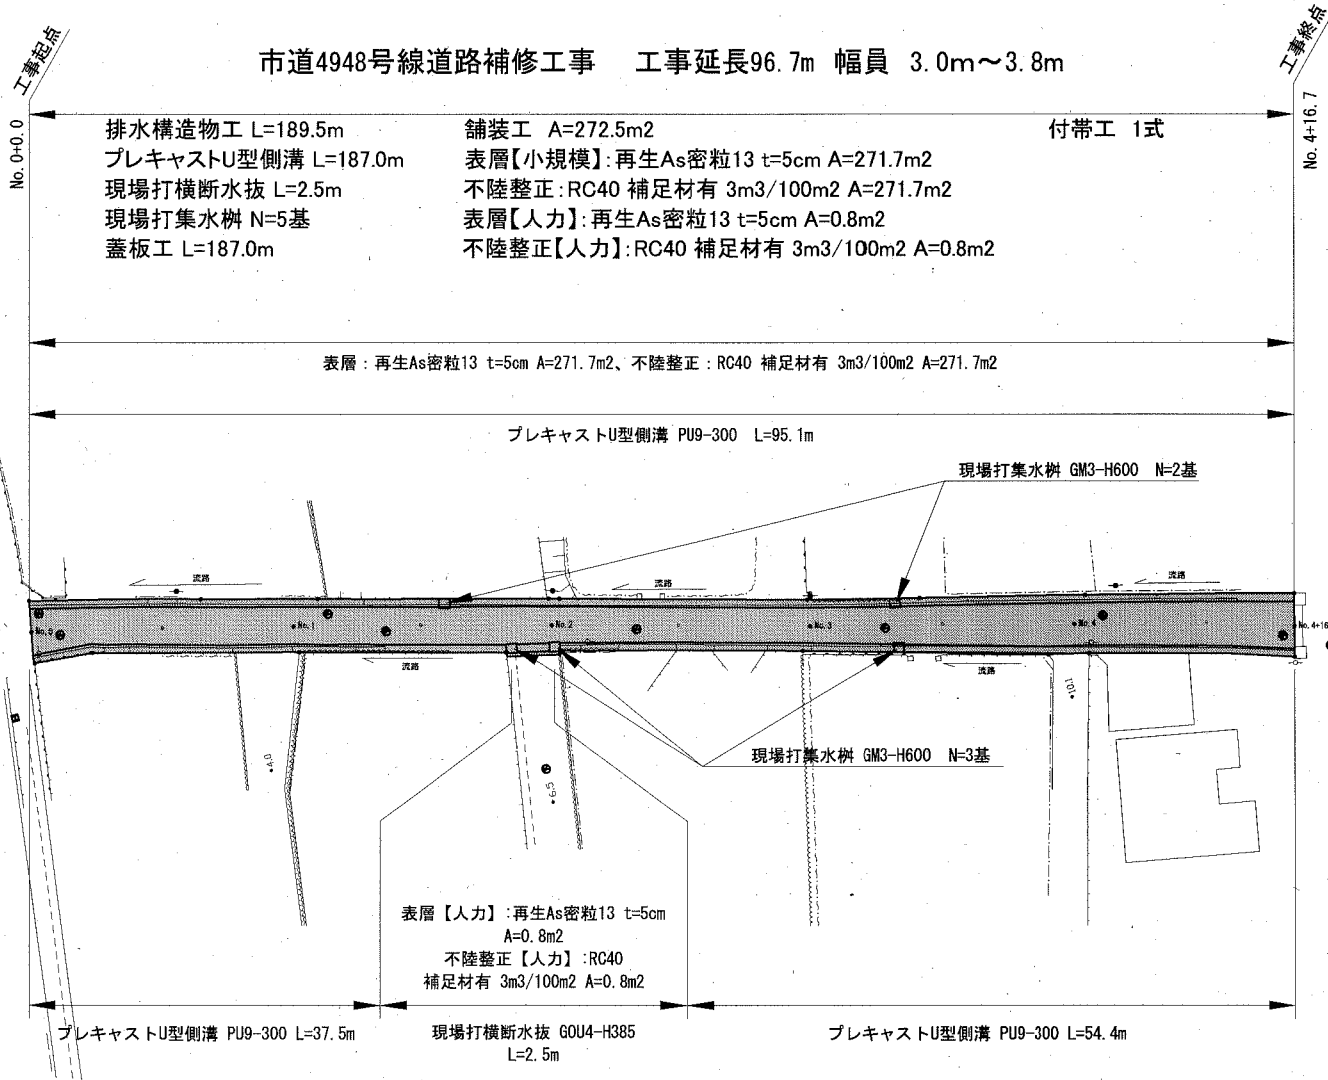 工事起点
工事終点
市道4948号線道路補修工事　工事延長96.7m 幅員 3.0m～3.8m
No.0+0.0
No.4+16.7
排水構造物工 L=189.5m
プレキャストU型側溝 L=187.0m
現場打横断水抜 L=2.5m
現場打集水桝 N=5基
蓋板工 L=187.0m
舗装工 A=272.5m2
表層【小規模】:再生As密粒13 t=5cm A=271.7m2
不陸整正:RC40 補足材有 3m3/100m2 A=271.7m2
表層【人力】:再生As密粒13 t=5cm A=0.8m2
不陸整正【人力】:RC40 補足材有 3m3/100m2 A=0.8m2
付帯工 1式
表層：再生As密粒13 t=5cm A=271.7m2、不陸整正：RC40 補足材有 3m3/100m2 A=271.7m2
プレキャストU型側溝 PU9-300 L=95.1m
現場打集水桝 GM3-H600 N=2基
流路
流路
流路
No.0
No.1
No.2
No.3
No.4
No.4+16
流路
流路
10.1
4.0
6.5
現場打集水桝 GM3-H600 N=3基
表層【人力】:再生As密粒13 t=5cm
A=0.8m2
不陸整正【人力】:RC40
補足材有 3m3/100m2 A=0.8m2
プレキャストU型側溝 PU9-300 L=37.5m
現場打横断水抜 GOU4-H385
L=2.5m
プレキャストU型側溝 PU9-300 L=54.4m